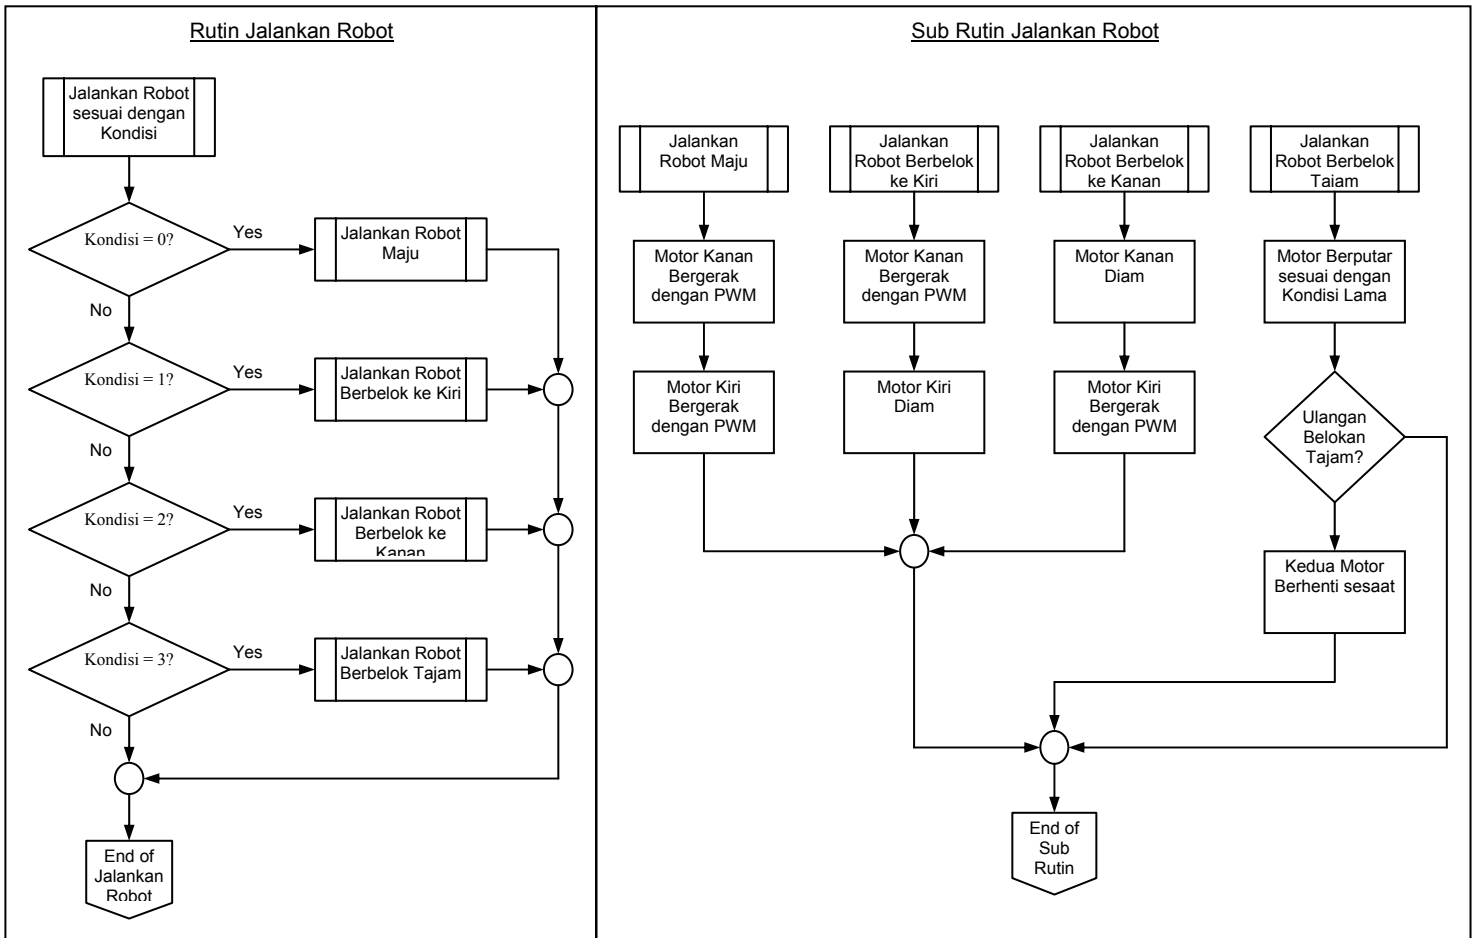 Rutin Jalankan Robot
Jalankan Robot
sesuai dengan
Kondisi
Kondisi = 0?
Yes
Jalankan Robot
Maju
No
Kondisi = 1?
Yes
Jalankan Robot
Berbelok ke Kiri
No
Kondisi = 2?
Yes
Jalankan Robot
Berbelok ke
Kanan
No
Kondisi = 3?
Yes
Jalankan Robot
Berbelok Tajam
No
End of
Jalankan
Robot
Sub Rutin Jalankan Robot
Jalankan
Robot Maju
Motor Kanan
Bergerak
dengan PWM
Motor Kiri
Bergerak
dengan PWM
Jalankan
Robot Berbelok
ke Kiri
Motor Kanan
Bergerak
dengan PWM
Motor Kiri
Diam
Jalankan
Robot Berbelok
ke Kanan
Motor Kanan
Diam
Motor Kiri
Bergerak
dengan PWM
Jalankan
Robot Berbelok
Tajam
Motor Berputar
sesuai dengan
Kondisi Lama
Ulangan
Belokan
Tajam?
Kedua Motor
Berhenti sesaat
End of
Sub
Rutin